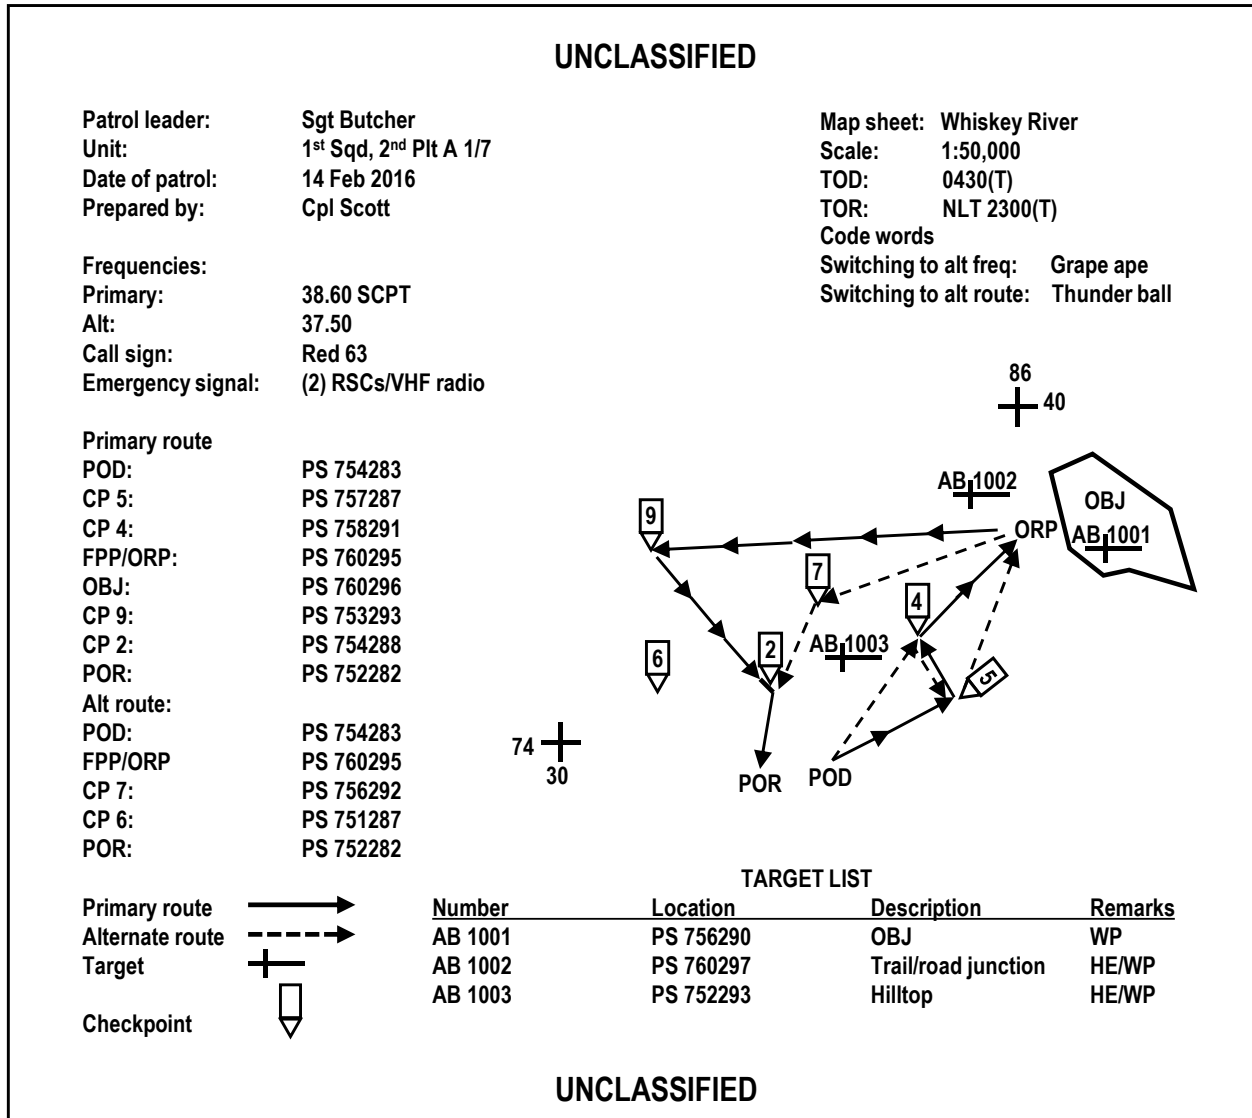 UNCLASSIFIED
Patrol leader: Sgt Butcher
Unit: 1st Sqd, 2nd Plt A 1/7
Date of patrol: 14 Feb 2016
Prepared by: Cpl Scott
Map sheet: Whiskey River
Scale: 1:50,000
TOD: 0430(T)
TOR: NLT 2300(T)
Code words
Switching to alt freq: Grape ape
Switching to alt route: Thunder ball
Frequencies:
Primary: 38.60 SCPT
Alt: 37.50
Call sign: Red 63
Emergency signal: (2) RSCs/VHF radio
Primary route
POD: PS 754283
CP 5: PS 757287
CP 4: PS 758291
FPP/ORP: PS 760295
OBJ: PS 760296
CP 9: PS 753293
CP 2: PS 754288
POR: PS 752282
Alt route:
POD: PS 754283
FPP/ORP PS 760295
CP 7: PS 756292
CP 6: PS 751287
POR: PS 752282
86
40
AB 1002
OBJ
9
ORP
AB 1001
7
4
AB 1003
6
2
5
74
30
POR
POD
Primary route
Alternate route
Target
Checkpoint
TARGET LIST
Number Location Description Remarks
AB 1001 PS 756290 OBJ WP
AB 1002 PS 760297 Trail/road junction HE/WP
AB 1003 PS 752293 Hilltop HE/WP
UNCLASSIFIED